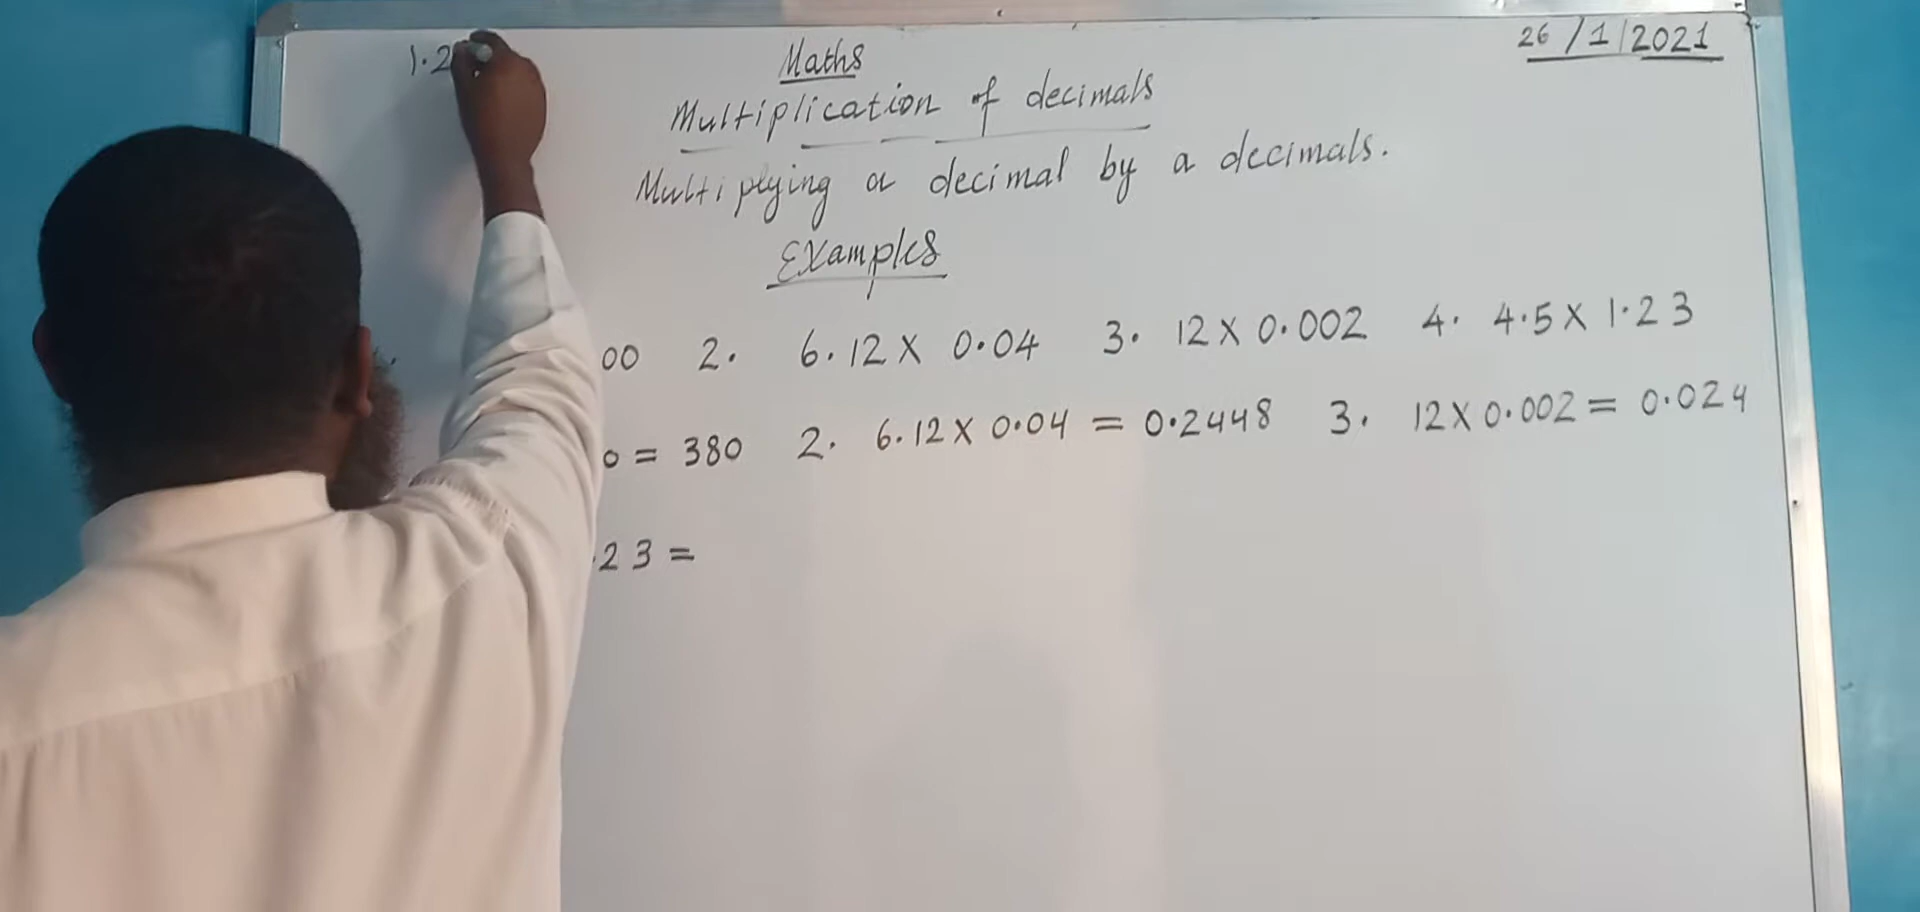 1.2
Maths
26/1/2021
Multiplication of decimals
Multiplying a decimal by a decimals.
Examples
00 2. 6.12 X 0.04 3. 12 X 0.002 4. 4.5 X 1.23
0 = 380 2. 6.12 X 0.04 = 0.2448 3. 12 X 0.002 = 0.024
.23 =